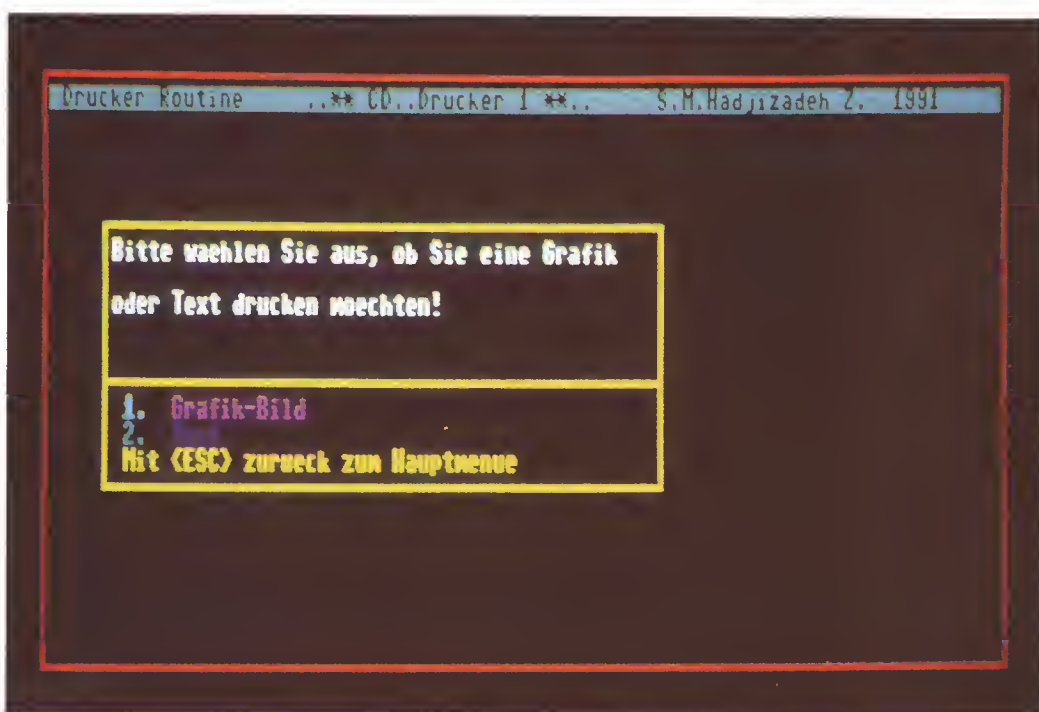 Drucker Routine ..** CD..Drucker 1 **.. S.M.Hadjizadeh Z. 1991
Bitte waehlen Sie aus, ob Sie eine Grafik
oder Text drucken moechten!
1. Grafik-Bild
2.
Mit <ESC> zurueck zum Hauptmenue